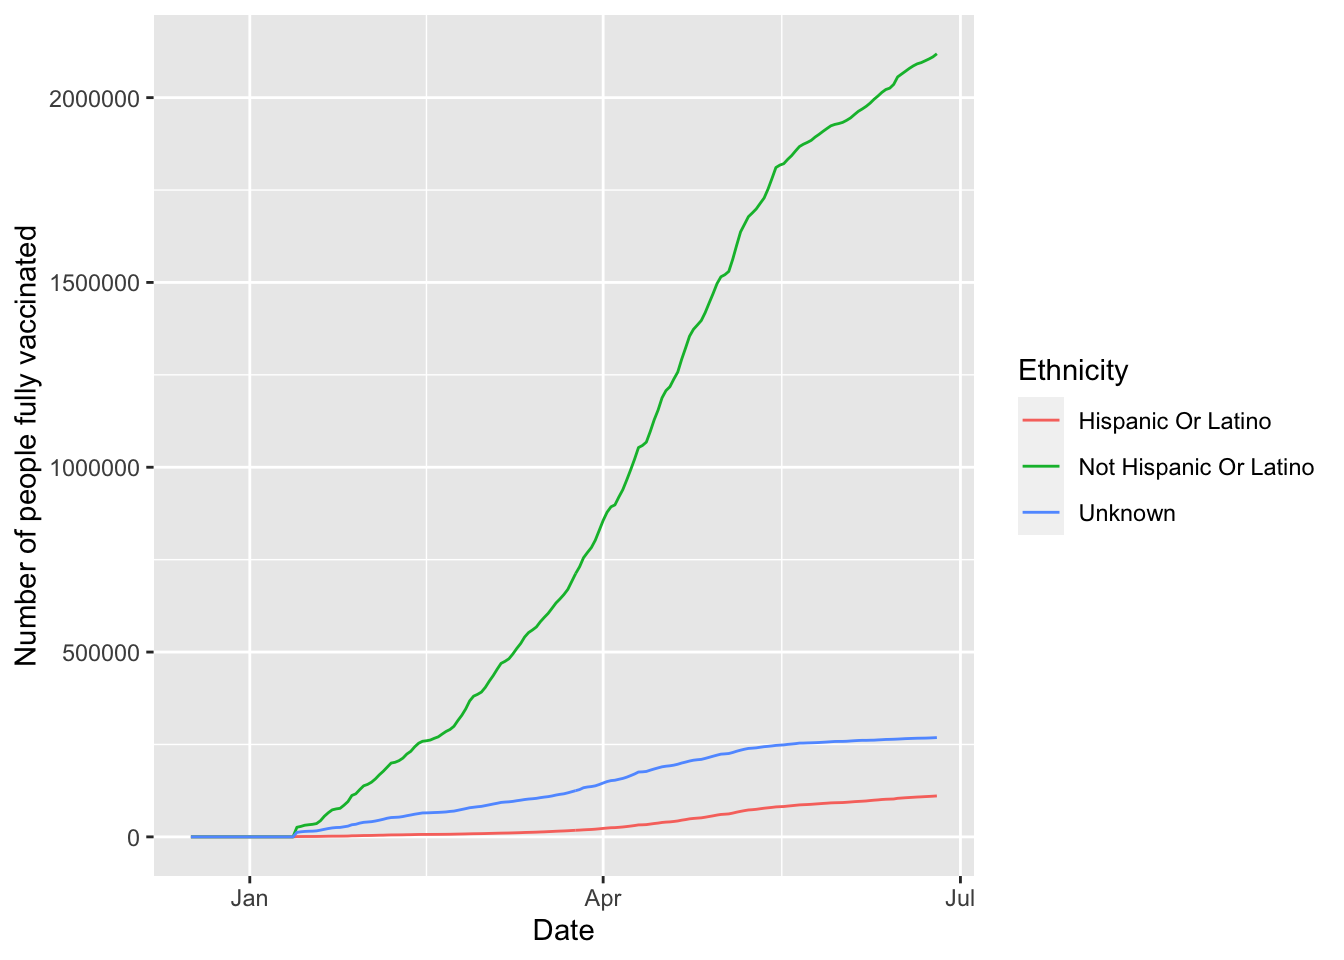 Number of people fully vaccinated
2000000
1500000
1000000
500000
0
Jan
Apr
Jul
Date
Ethnicity
Hispanic Or Latino
Not Hispanic Or Latino
Unknown